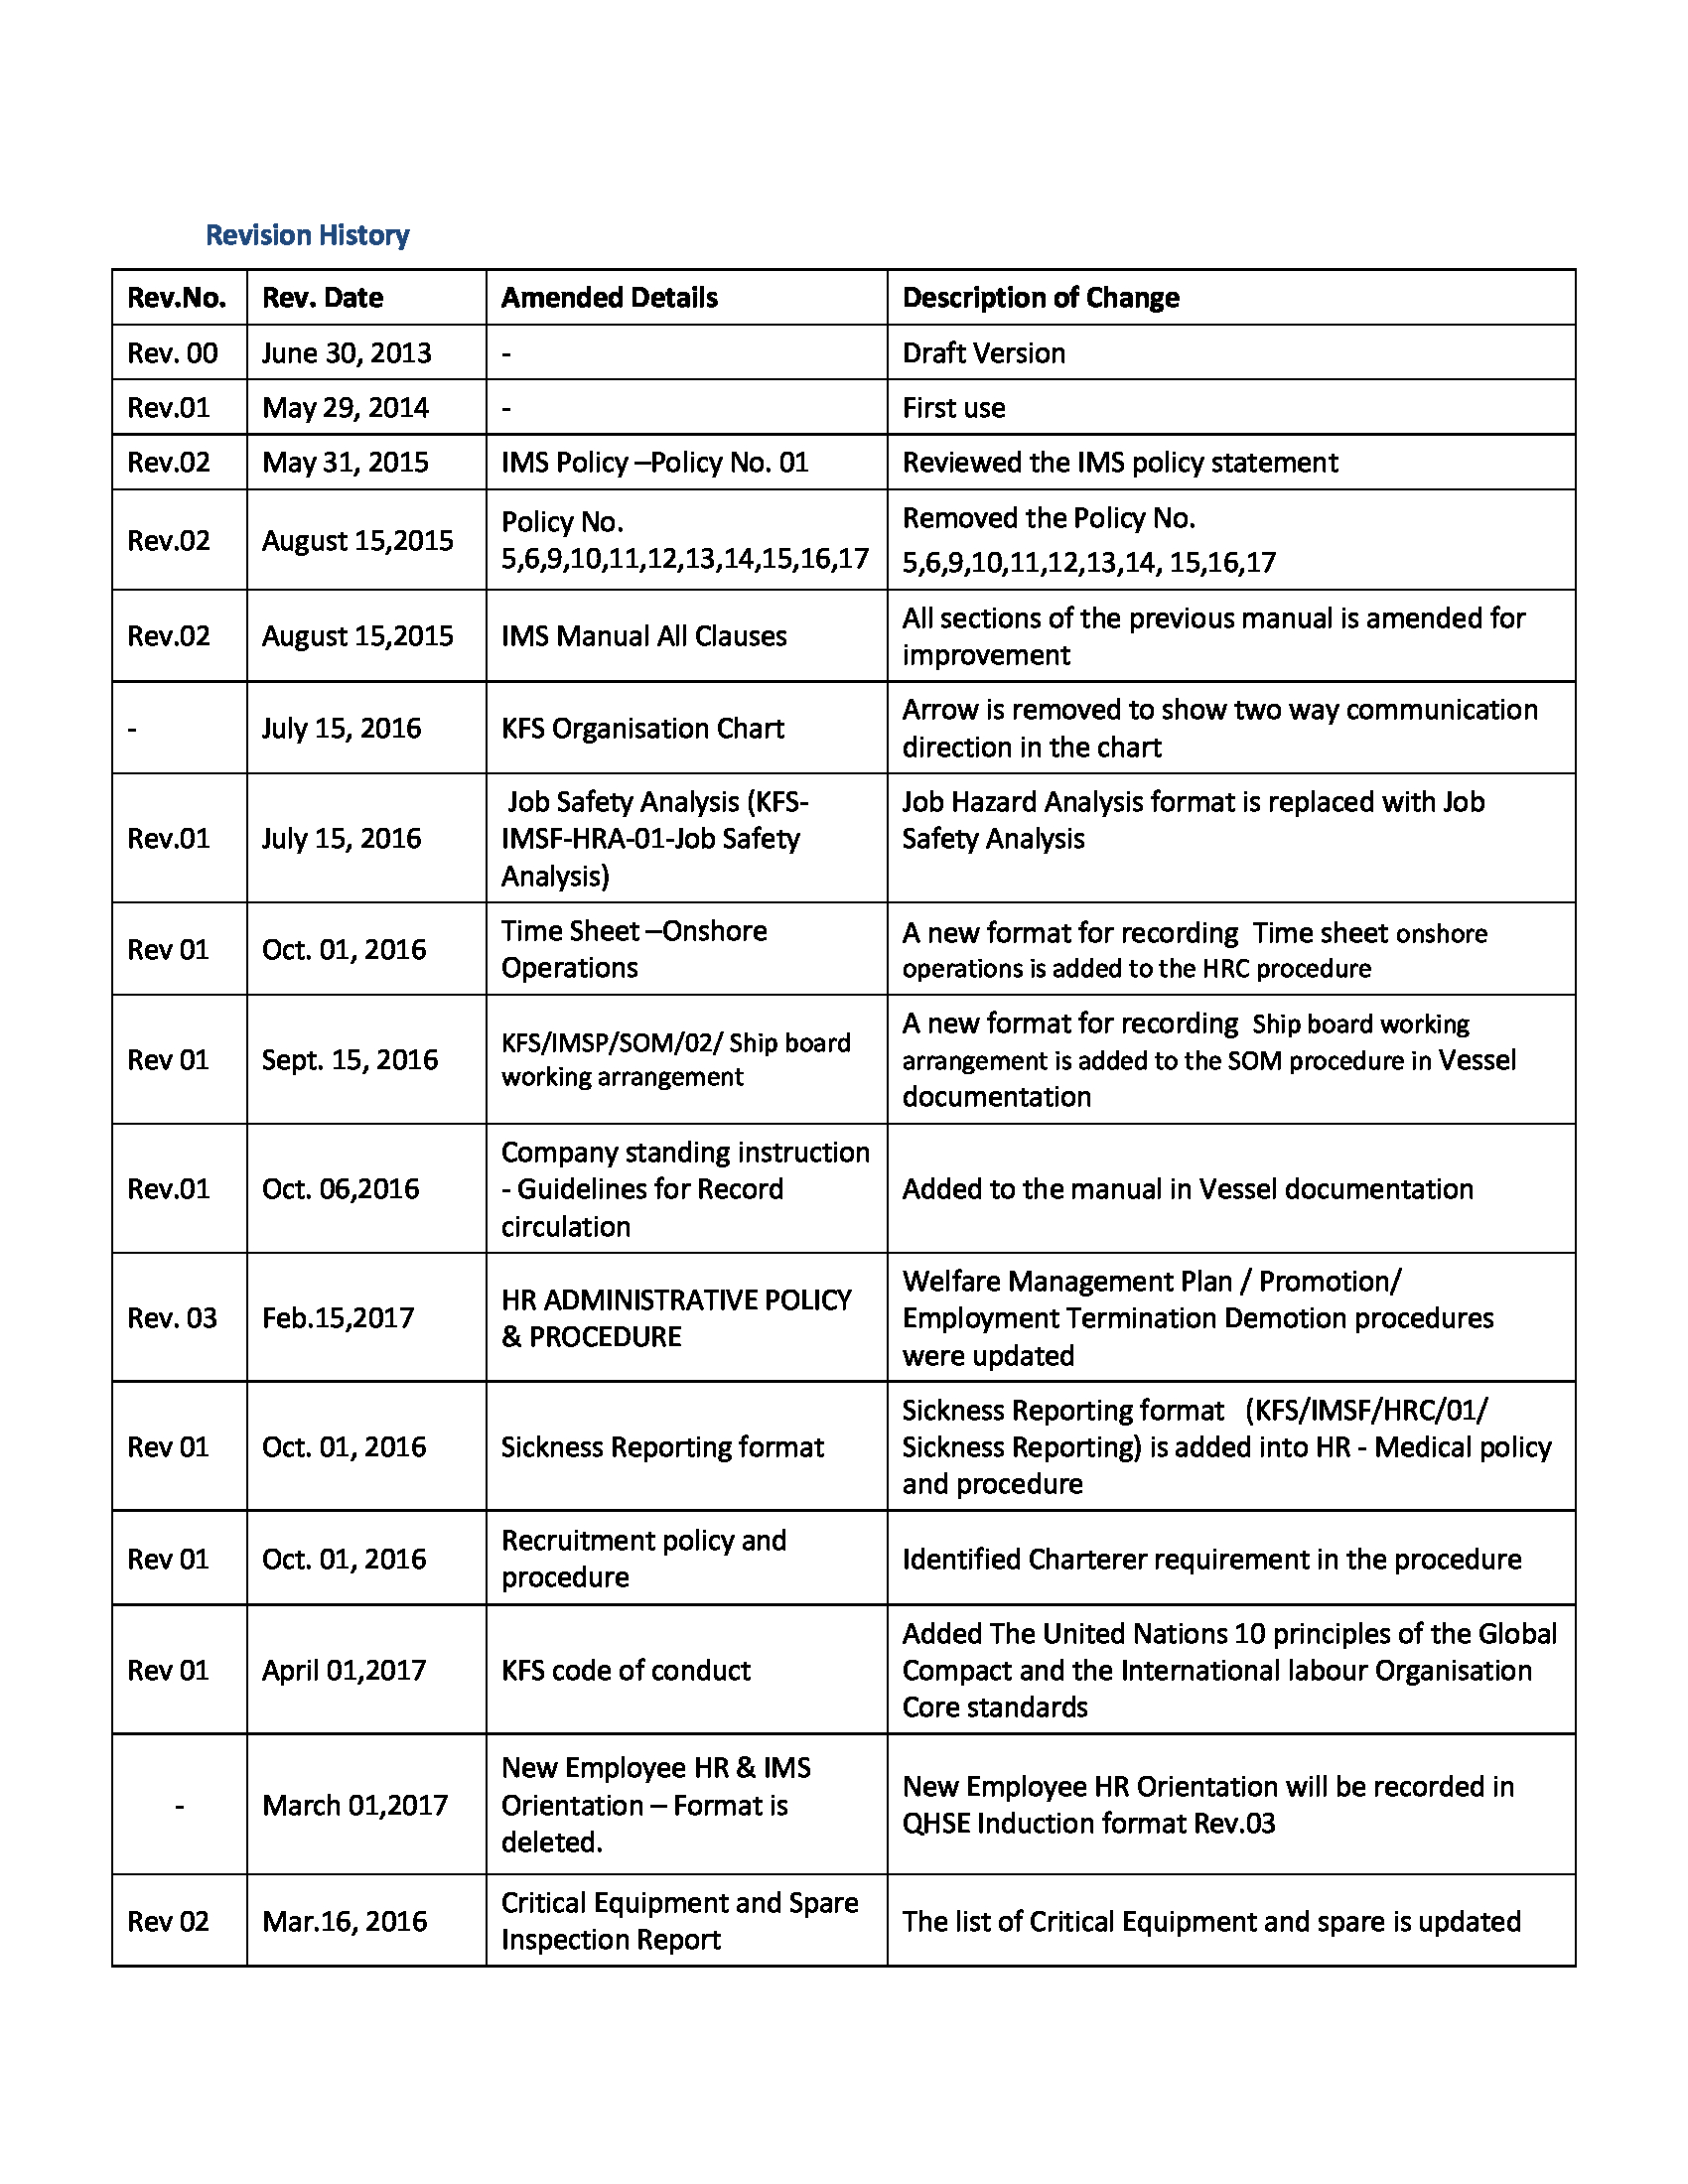 Revision History
Rev.No. Rev. Date Amended Details Description of Change
Rev. 00 June 30, 2013 - Draft Version
Rev.01 May 29, 2014 - First use
Rev.02 May 31, 2015 IMS Policy –Policy No. 01 Reviewed the IMS policy statement
Rev.02 August 15,2015 Policy No.
5,6,9,10,11,12,13,14,15,16,17
Removed the Policy No.
5,6,9,10,11,12,13,14, 15,16,17
Rev.02 August 15,2015 IMS Manual All Clauses
All sections of the previous manual is amended for
improvement
- July 15, 2016 KFS Organisation Chart
Arrow is removed to show two way communication
direction in the chart
Rev.01 July 15, 2016
Job Safety Analysis (KFS-
IMSF-HRA-01-Job Safety
Analysis)
Job Hazard Analysis format is replaced with Job
Safety Analysis
Rev 01 Oct. 01, 2016
Time Sheet –Onshore
Operations
A new format for recording  Time sheet onshore
operations is added to the HRC procedure
Rev 01 Sept. 15, 2016
KFS/IMSP/SOM/02/ Ship board
working arrangement
A new format for recording  Ship board working
arrangement is added to the SOM procedure in Vessel
documentation
Rev.01 Oct. 06,2016
Company standing instruction
- Guidelines for Record
circulation
Added to the manual in Vessel documentation
Rev. 03 Feb.15,2017
HR ADMINISTRATIVE POLICY
& PROCEDURE
Welfare Management Plan / Promotion/
Employment Termination Demotion procedures
were updated
Rev 01 Oct. 01, 2016 Sickness Reporting format
Sickness Reporting format   (KFS/IMSF/HRC/01/
Sickness Reporting) is added into HR - Medical policy
and procedure
Rev 01 Oct. 01, 2016
Recruitment policy and
procedure
Identified Charterer requirement in the procedure
Rev 01 April 01,2017 KFS code of conduct
Added The United Nations 10 principles of the Global
Compact and the International labour Organisation
Core standards
- March 01,2017
New Employee HR & IMS
Orientation – Format is
deleted.
New Employee HR Orientation will be recorded in
QHSE Induction format Rev.03
Rev 02 Mar.16, 2016
Critical Equipment and Spare
Inspection Report
The list of Critical Equipment and spare is updated